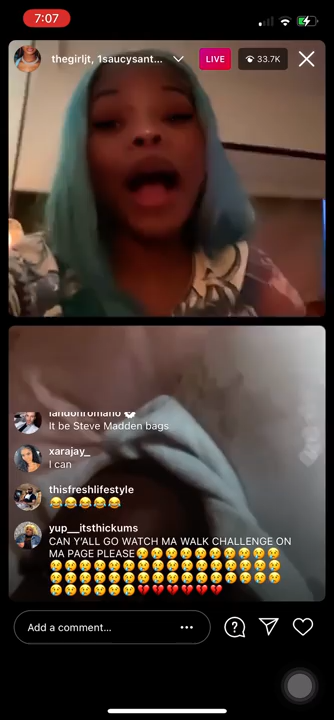 7:07
thegirljt, 1saucysant...
LIVE
33.7K
landonromano
It be Steve Madden bags
xarajay_
I can
thisfreshlifestyle
😂😂😂😂😂
yup__itsthickums
CAN Y'ALL GO WATCH MA WALK CHALLENGE ON
MA PAGE PLEASE😢😢😢😢😢😢😢😢😢😢
😢😢😢😢😢😢😢😢😢😢😢😢😢😢😢😢
😢😢😢😢😢😢😢😢😢😢😢😢😢😢😢😢
😢😢😢😢😢😢💔💔💔💔💔💔
Add a comment...